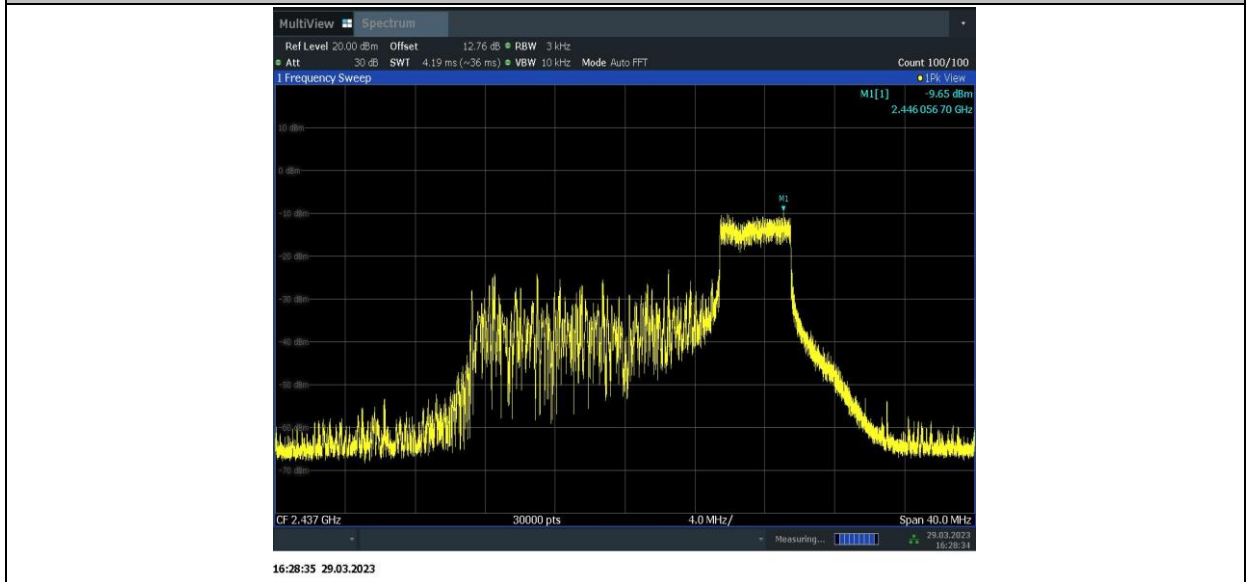 MultiView Spectrum
Ref Level 20.00 dBm Offset 12.76 dB RBW 3 kHz
Att 30 dB SWT 4.19 ms (~36 ms) VBW 10 kHz Mode Auto FFT Count 100/100
1 Frequency Sweep 1Pk View
M1[1] -9.65 dBm
2.446 056 70 GHz
10 dBm
0 dBm
M1
-10 dBm
-20 dBm
-30 dBm
-40 dBm
-50 dBm
-60 dBm
-70 dBm
CF 2.437 GHz 30000 pts 4.0 MHz/ Span 40.0 MHz
Measuring... 29.03.2023
16:28:34
16:28:35 29.03.2023